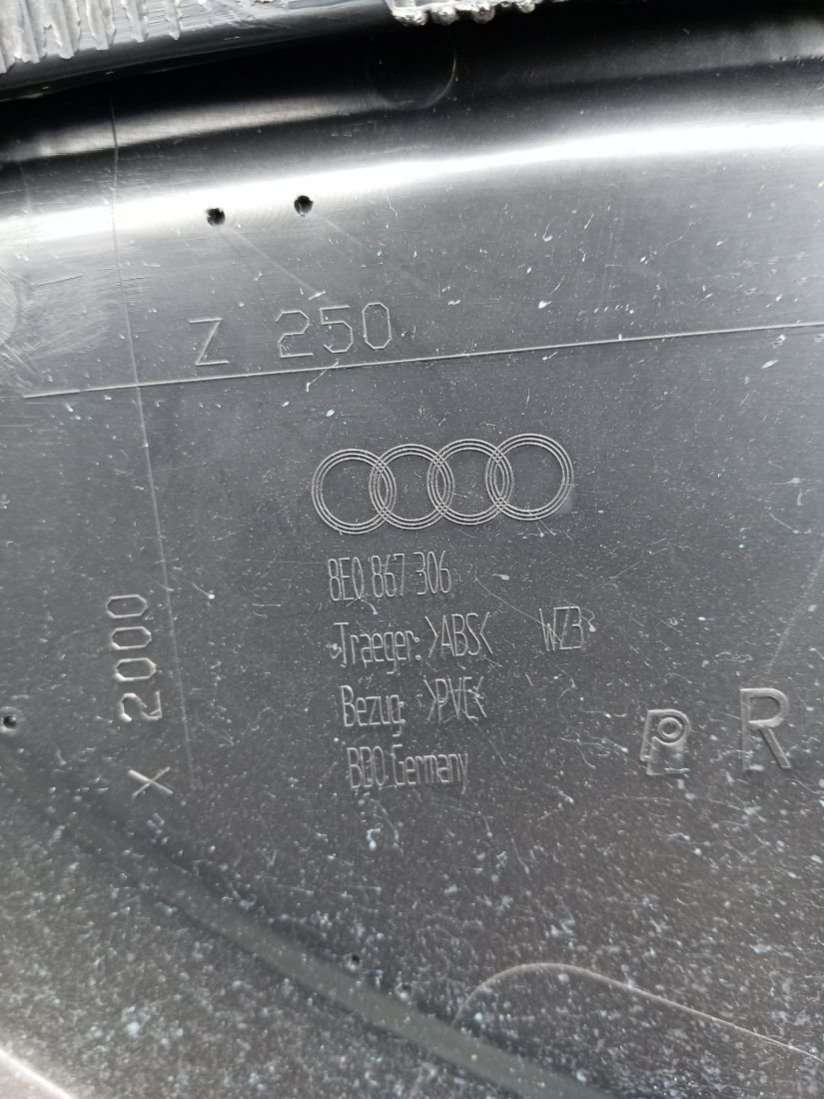 Z 250
8E0 867 306
Traeger: >ABS< WZ3
Bezug: >PVC<
BBO Germany
R
X 2000